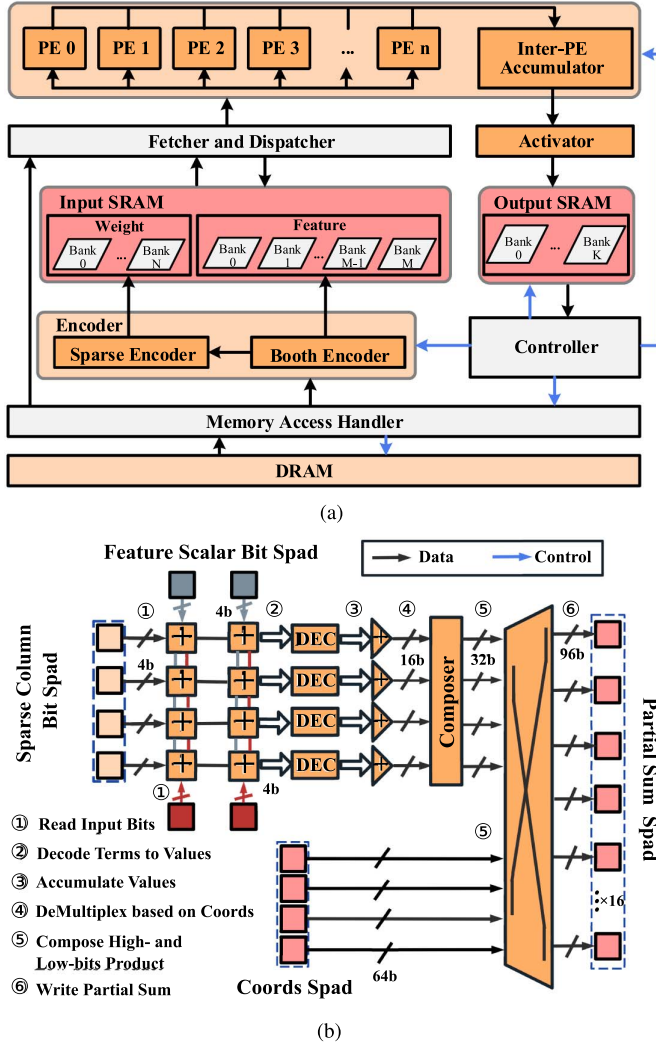 PE 0
PE 1
PE 2
PE 3
...
PE n
Inter-PE
Accumulator
Fetcher and Dispatcher
Activator
Input SRAM
Weight
Bank
0
...
Bank
N
Feature
Bank
0
Bank
1
...
Bank
M-1
Bank
M
Output SRAM
Bank
0
...
Bank
K
Encoder
Sparse Encoder
Booth Encoder
Controller
Memory Access Handler
DRAM
(a)
Feature Scalar Bit Spad
Data
Control
Sparse Column
Bit Spad
①
4b
②
③
④
⑤
⑥
4b
+
+
DEC
+
16b
32b
96b
+
+
DEC
+
+
DEC
+
+
DEC
+
①
4b
Composer
Partial Sum Spad
⑤
×16
64b
Coords Spad
① Read Input Bits
② Decode Terms to Values
③ Accumulate Values
④ DeMultiplex based on Coords
⑤ Compose High- and
Low-bits Product
⑥ Write Partial Sum
(b)